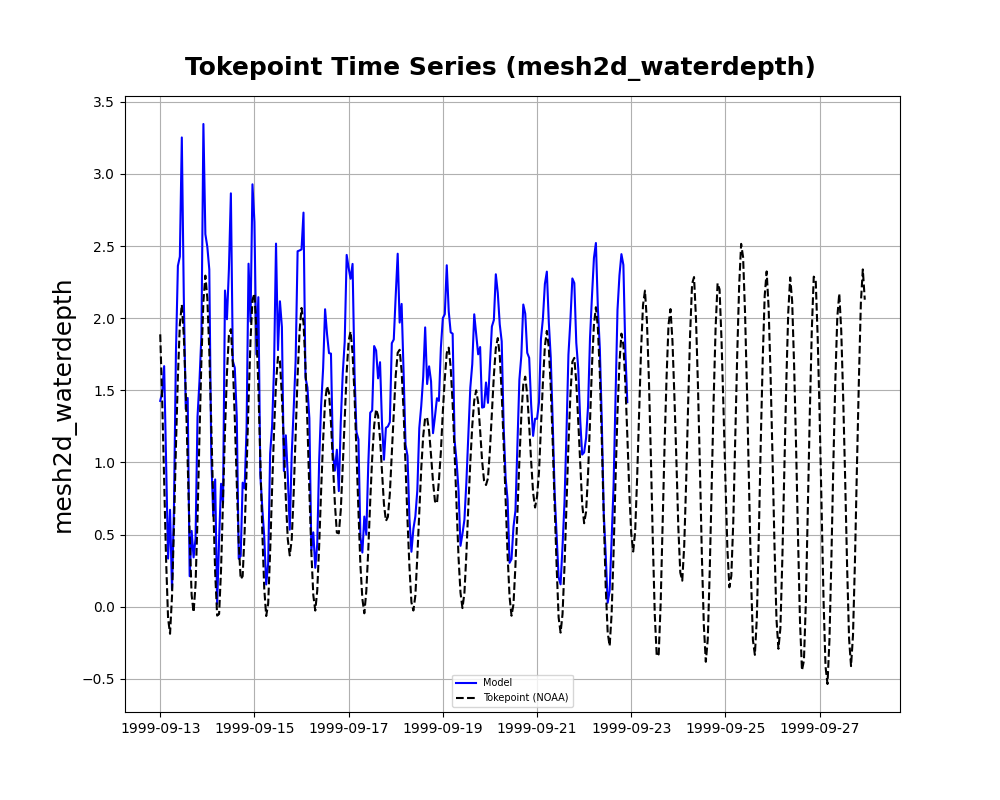 Tokepoint Time Series (mesh2d_waterdepth)
mesh2d_waterdepth
3.5
3.0
2.5
2.0
1.5
1.0
0.5
0.0
−0.5
Model
Tokepoint (NOAA)
1999-09-13 1999-09-15 1999-09-17 1999-09-19 1999-09-21 1999-09-23 1999-09-25 1999-09-27